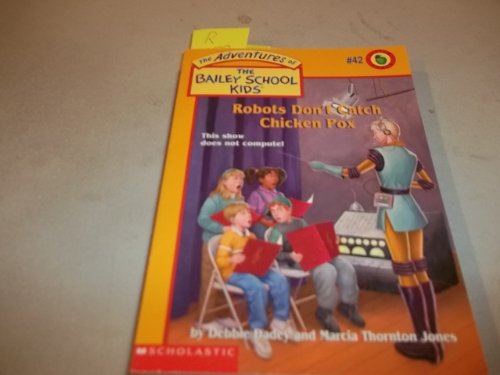 R
The Adventures of
THE
BAILEY SCHOOL
KIDS
#42
Robots Don't Catch
Chicken Pox
This show
does not compute!
by Debbie Dadey and Marcia Thornton Jones
SCHOLASTIC